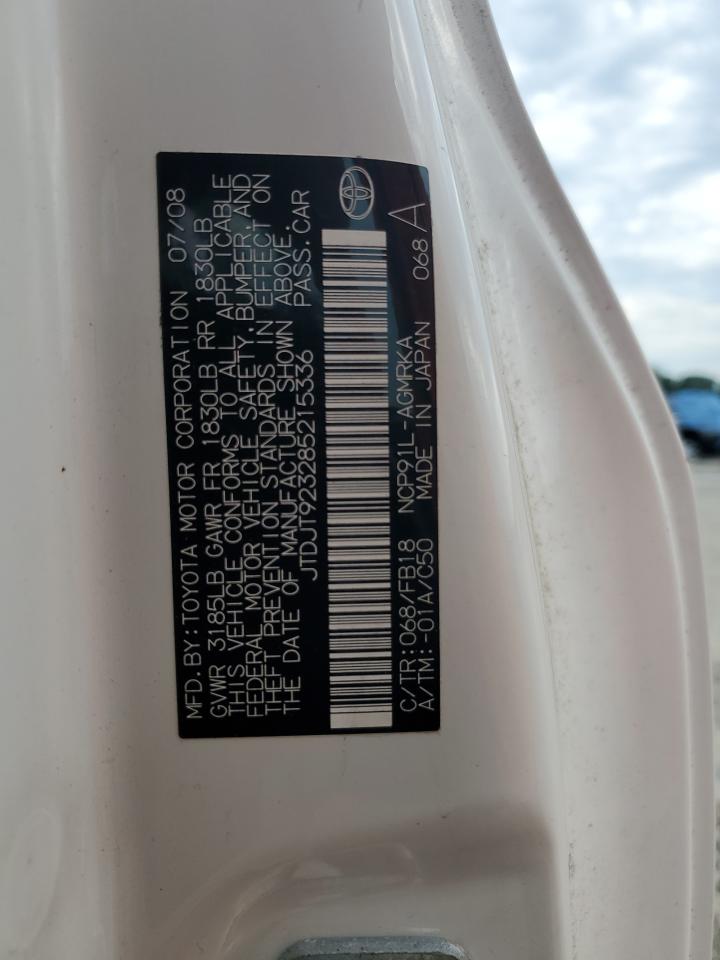 MFD. BY: TOYOTA MOTOR CORPORATION 07/08
GVWR 3185LB GAWR FR 1830LB RR 1830LB
THIS VEHICLE CONFORMS TO ALL APPLICABLE
FEDERAL MOTOR VEHICLE SAFETY, BUMPER, AND
THEFT PREVENTION STANDARDS IN EFFECT ON
THE DATE OF MANUFACTURE SHOWN ABOVE.
JTDJT923285215336 PASS. CAR
C/TR: 068/FB18 NCP91L-AGMRKA 068 A
A/TM: -01A/C50 MADE IN JAPAN